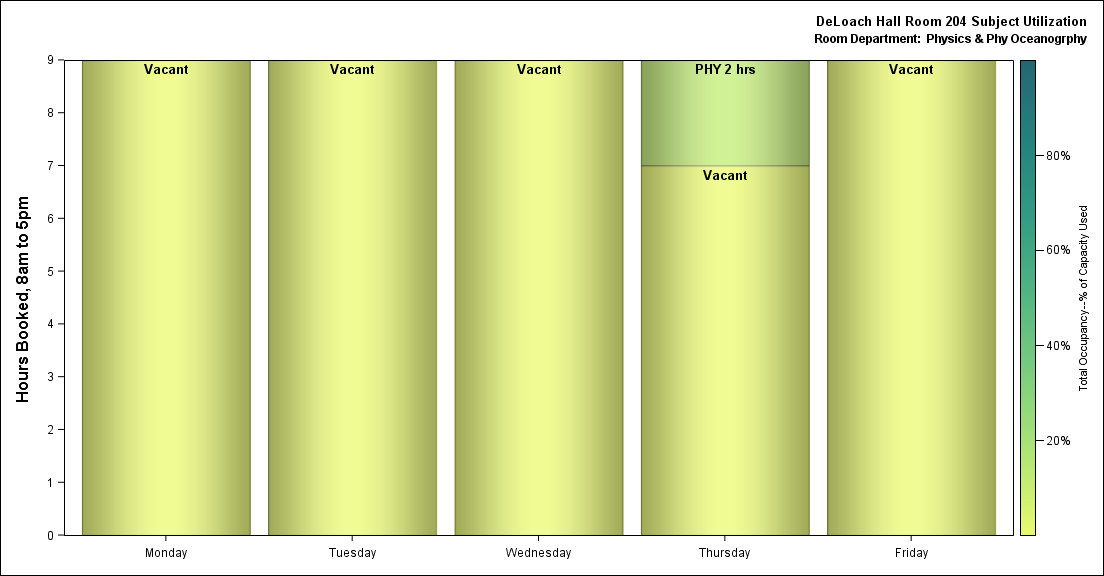 DeLoach Hall Room 204 Subject Utilization
Room Department: Physics & Phy Oceanogrphy
Hours Booked, 8am to 5pm
9
8
7
6
5
4
3
2
1
0
Vacant
Vacant
Vacant
PHY 2 hrs
Vacant
Vacant
Monday
Tuesday
Wednesday
Thursday
Friday
80%
60%
40%
20%
Total Occupancy--% of Capacity Used